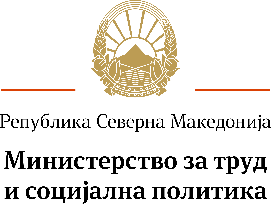 Република Северна Македонија
Министерство за труд
и социјална политика